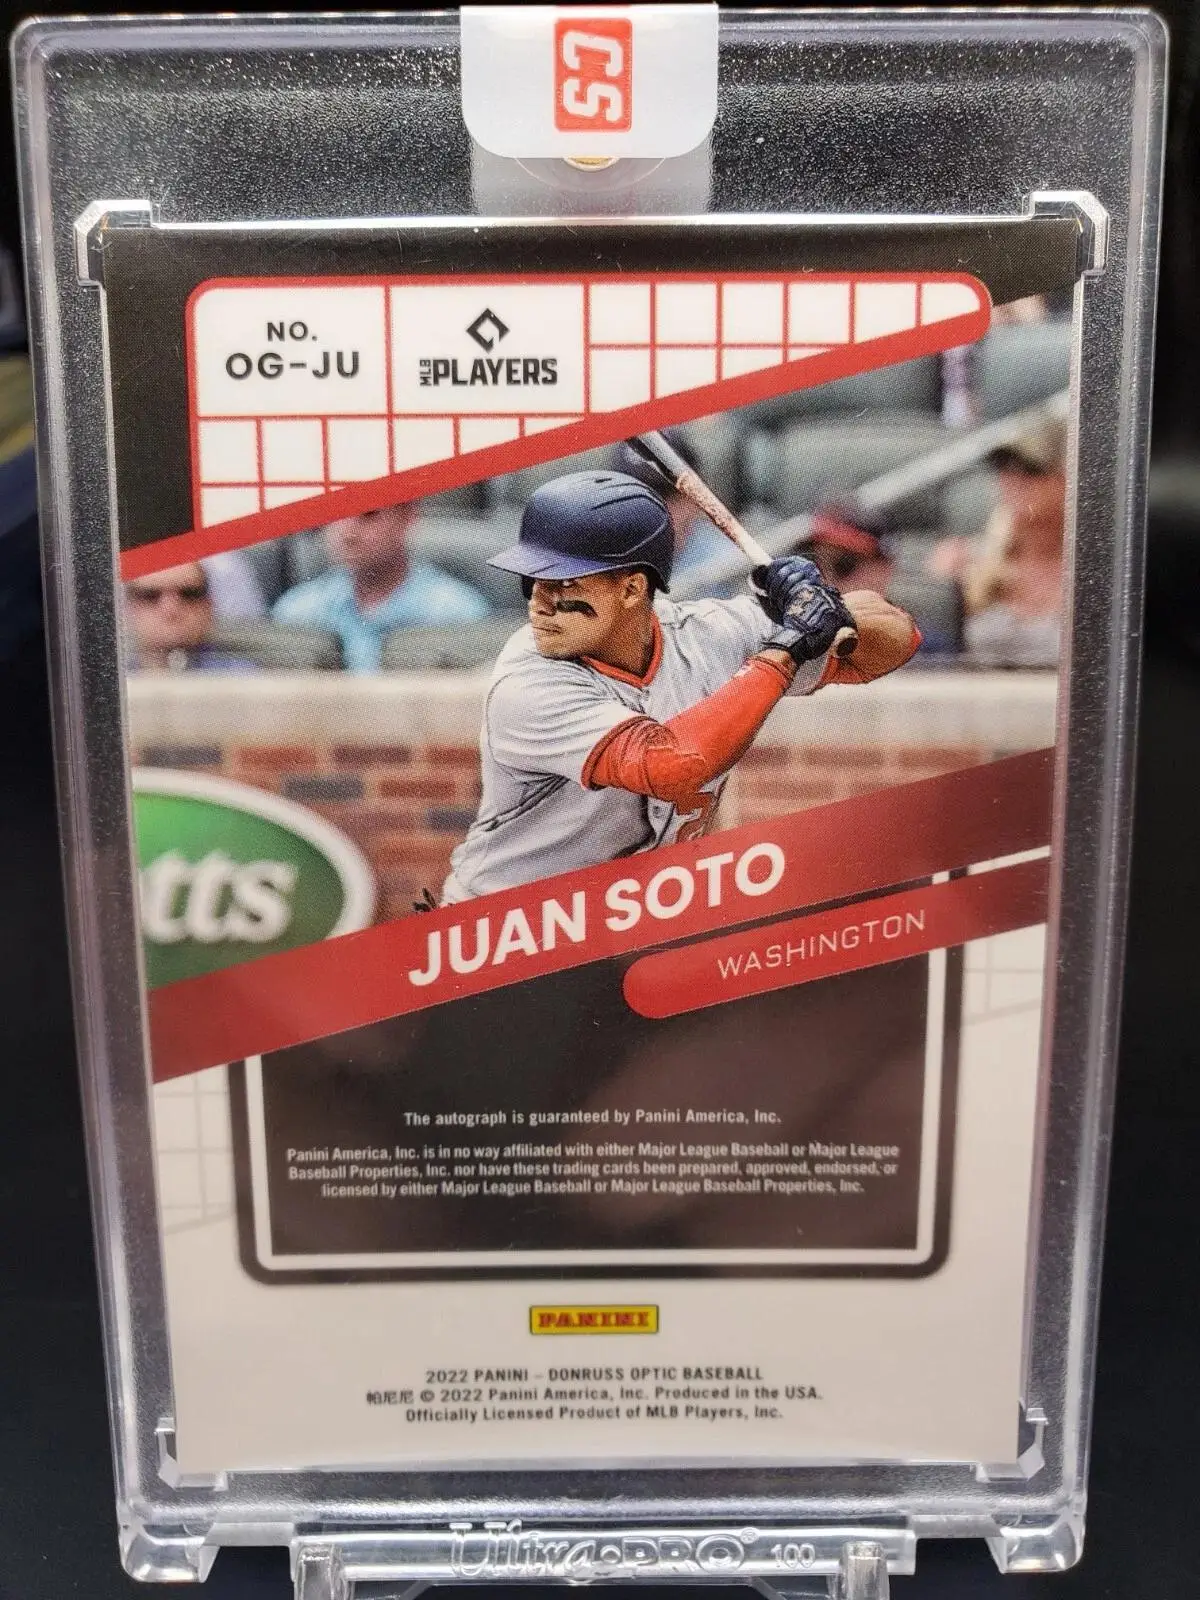 CS
NO.
OG-JU
MLB PLAYERS
tts
JUAN SOTO
WASHINGTON
The autograph is guaranteed by Panini America, Inc.
Panini America, Inc. is in no way affiliated with either Major League Baseball or Major League
Baseball Properties, Inc. nor have these trading cards been prepared, approved, endorsed, or
licensed by either Major League Baseball or Major League Baseball Properties, Inc.
PANINI
2022 PANINI – DONRUSS OPTIC BASEBALL
帕尼尼 © 2022 Panini America, Inc. Produced in the USA.
Officially Licensed Product of MLB Players, Inc.
Ultra•PRO® 100